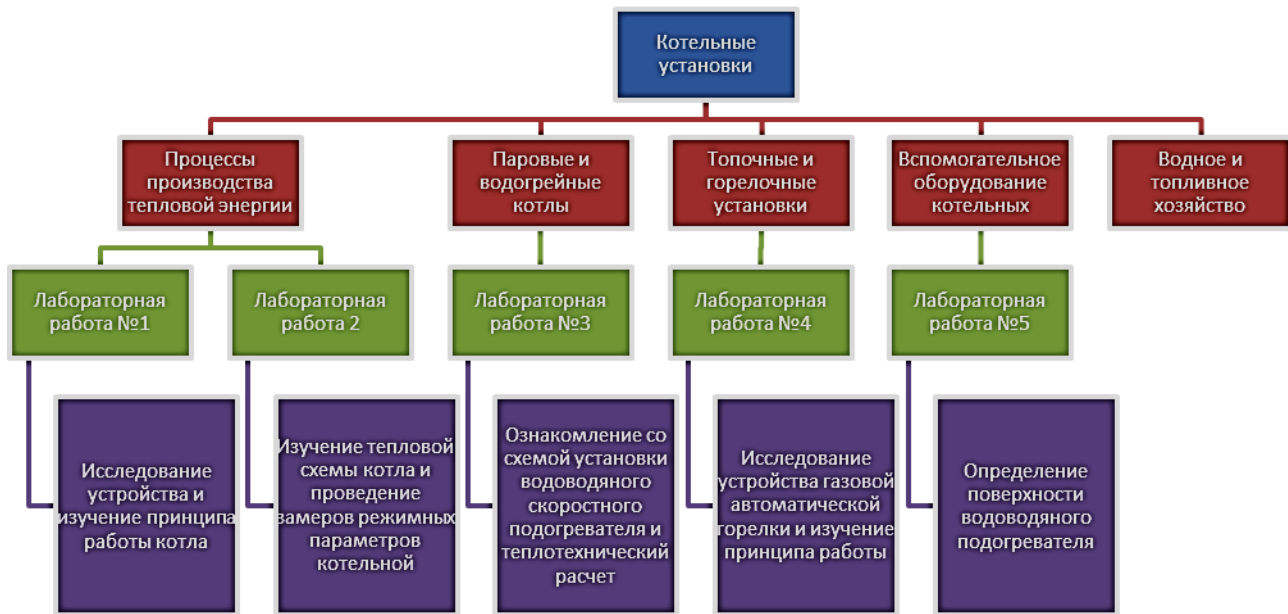 Котельные
установки
Процессы
производства
тепловой энергии
Паровые и
водогрейные
котлы
Топочные и
горелочные
установки
Вспомогательное
оборудование
котельных
Водное и
топливное
хозяйство
Лабораторная
работа №1
Лабораторная
работа 2
Лабораторная
работа №3
Лабораторная
работа №4
Лабораторная
работа №5
Исследование
устройства и
изучение принципа
работы котла
Изучение тепловой
схемы котла и
проведение
замеров режимных
параметров
котельной
Ознакомление со
схемой установки
водоводяного
скоростного
подогревателя и
теплотехнический
расчет
Исследование
устройства газовой
автоматической
горелки и изучение
принципа работы
Определение
поверхности
водоводяного
подогревателя